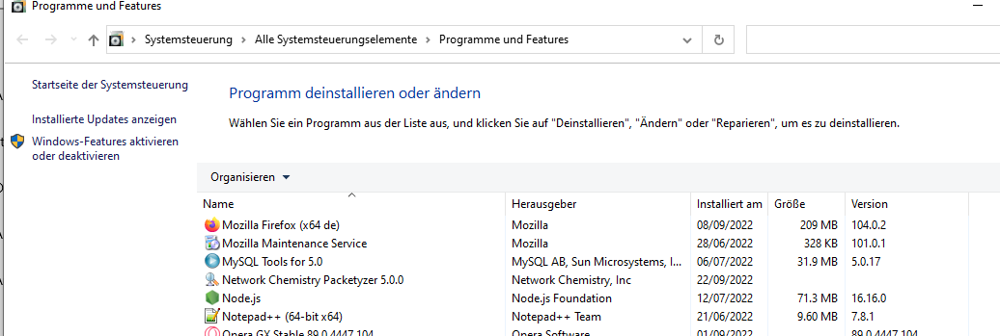 Programme und Features
Systemsteuerung > Alle Systemsteuerungselemente > Programme und Features
Startseite der Systemsteuerung
Installierte Updates anzeigen
Windows-Features aktivieren
oder deaktivieren
Programm deinstallieren oder ändern
Wählen Sie ein Programm aus der Liste aus, und klicken Sie auf "Deinstallieren", "Ändern" oder "Reparieren", um es zu deinstallieren.
Organisieren
Name Herausgeber Installiert am Größe Version
Mozilla Firefox (x64 de) Mozilla 08/09/2022 209 MB 104.0.2
Mozilla Maintenance Service Mozilla 28/06/2022 328 KB 101.0.1
MySQL Tools for 5.0 MySQL AB, Sun Microsystems, I... 06/07/2022 31.9 MB 5.0.17
Network Chemistry Packetyzer 5.0.0 Network Chemistry, Inc 22/09/2022
Node.js Node.js Foundation 12/07/2022 71.3 MB 16.16.0
Notepad++ (64-bit x64) Notepad++ Team 21/06/2022 9.60 MB 7.8.1
Opera GX Stable 89.0.4447.104 Opera Software 01/09/2022 89.0.4447.104